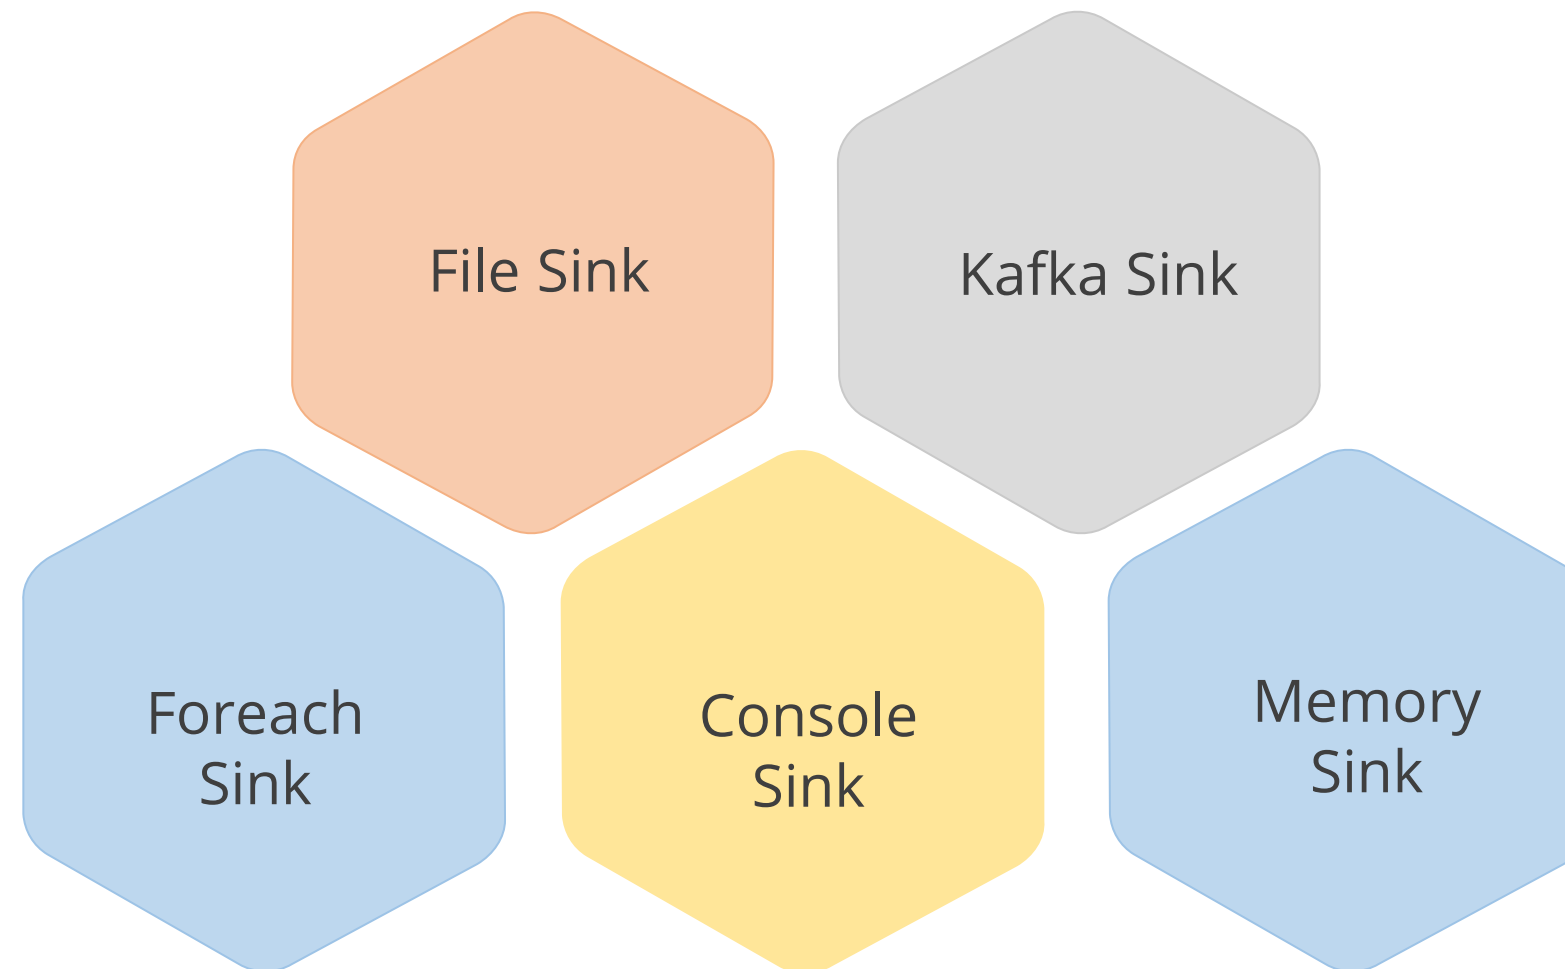 File Sink
Kafka Sink
Foreach
Sink
Console
Sink
Memory
Sink